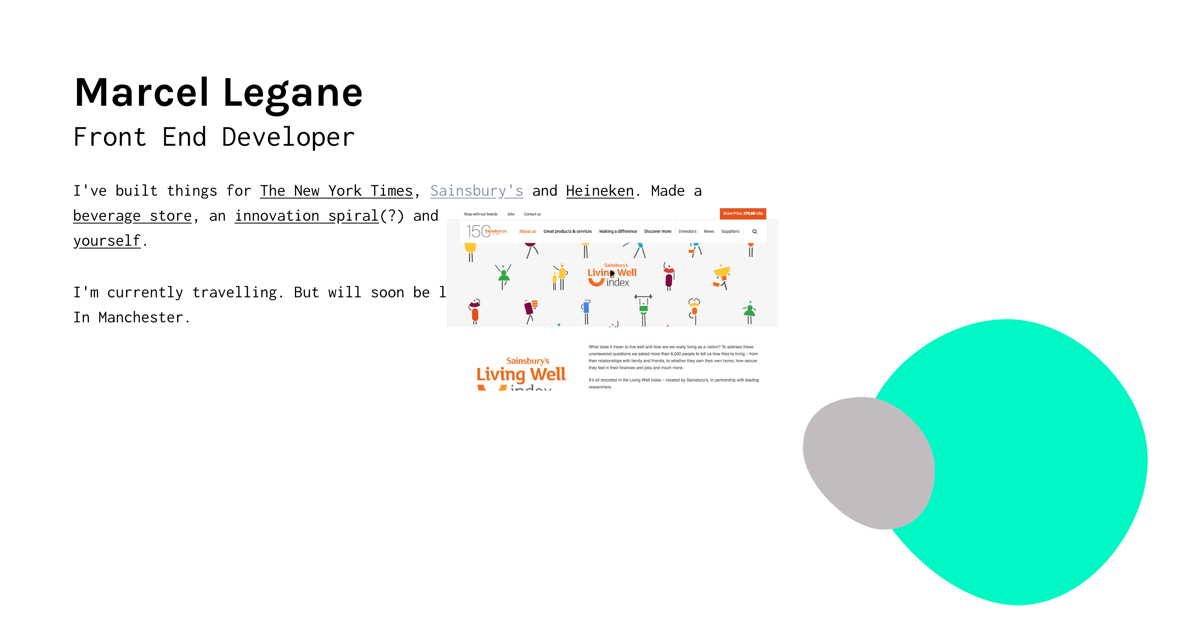 Marcel Legane
Front End Developer
I've built things for The New York Times, Sainsbury's and Heineken. Made a
beverage store, an innovation spiral(?) and
yourself.
I'm currently travelling. But will soon be l
In Manchester.
Shop with our brands Jobs Contact us
Share Price: 270.80
150 Sainsbury's About us Great products & services Making a difference Discover more Investors News Suppliers
Sainsbury's
Living Well
index
What does it mean to live well and how are we really living as a nation? To address these
unanswered questions we asked more than 8,000 people to tell us how they're living – from
their relationships with family and friends, to whether they own their own home, how secure
they feel in their finances and jobs and much more.
Sainsbury's
Living Well
index
It's all recorded in the Living Well Index – created by Sainsbury's, in partnership with leading
researchers.